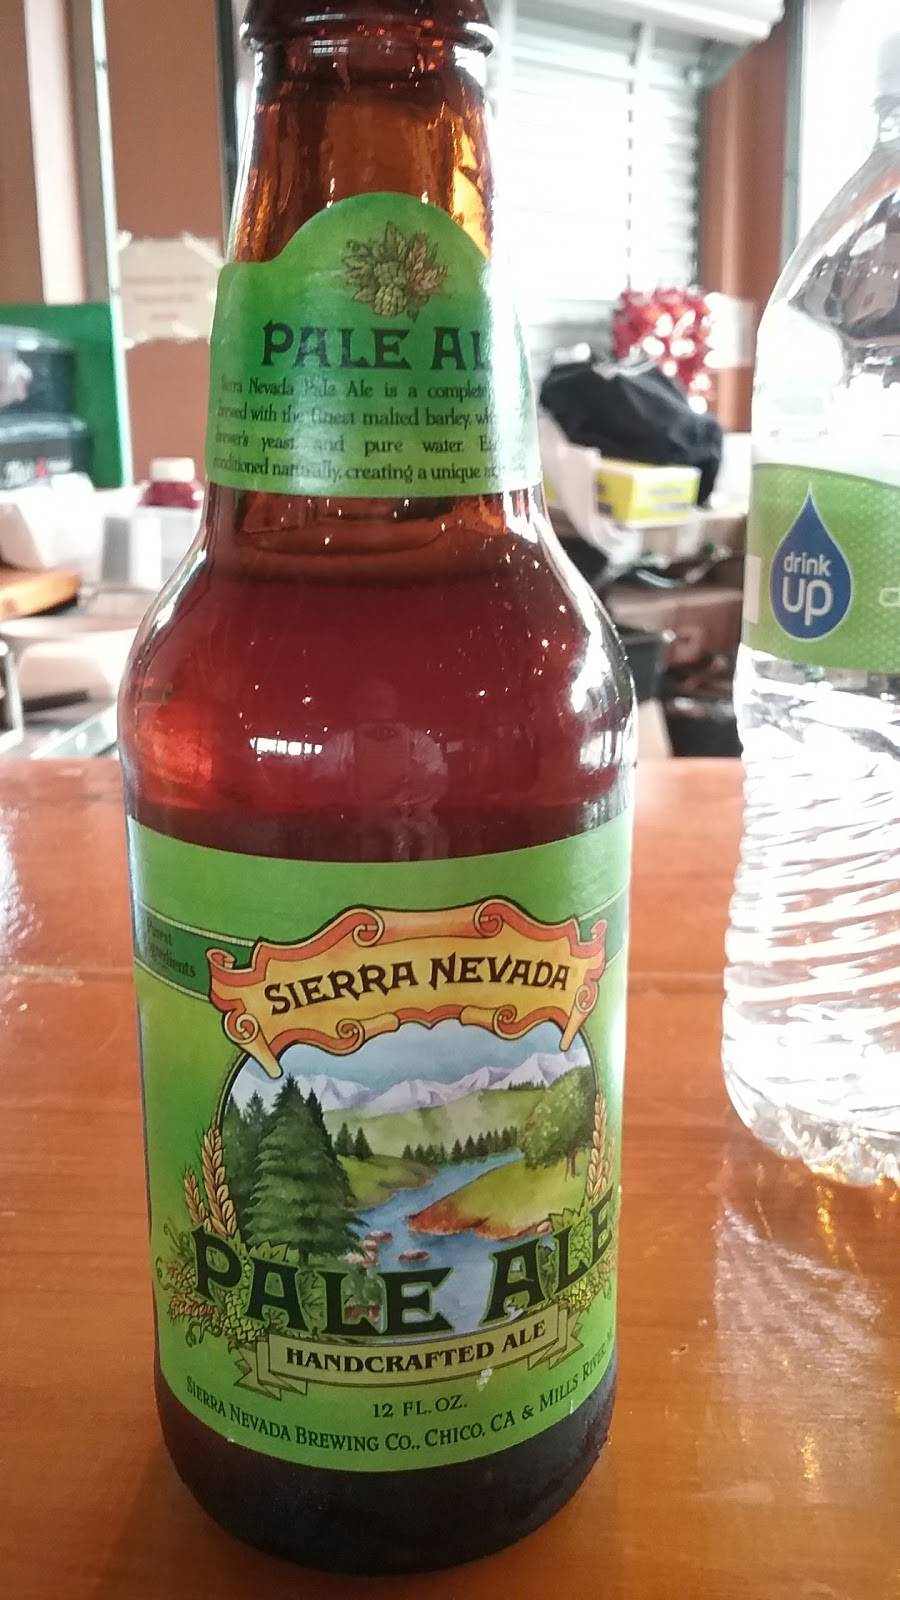 PALE AL
Nevada Pale Ale is a complete
with the finest malted barley, wh
brewer's yeast and pure water. Ea
conditioned naturally, creating a unique
drink
up
Finest
Ingredients
SIERRA NEVADA
PALE ALE
HANDCRAFTED ALE
12 FL. OZ.
SIERRA NEVADA BREWING CO., CHICO, CA & MILLS RIVER, N